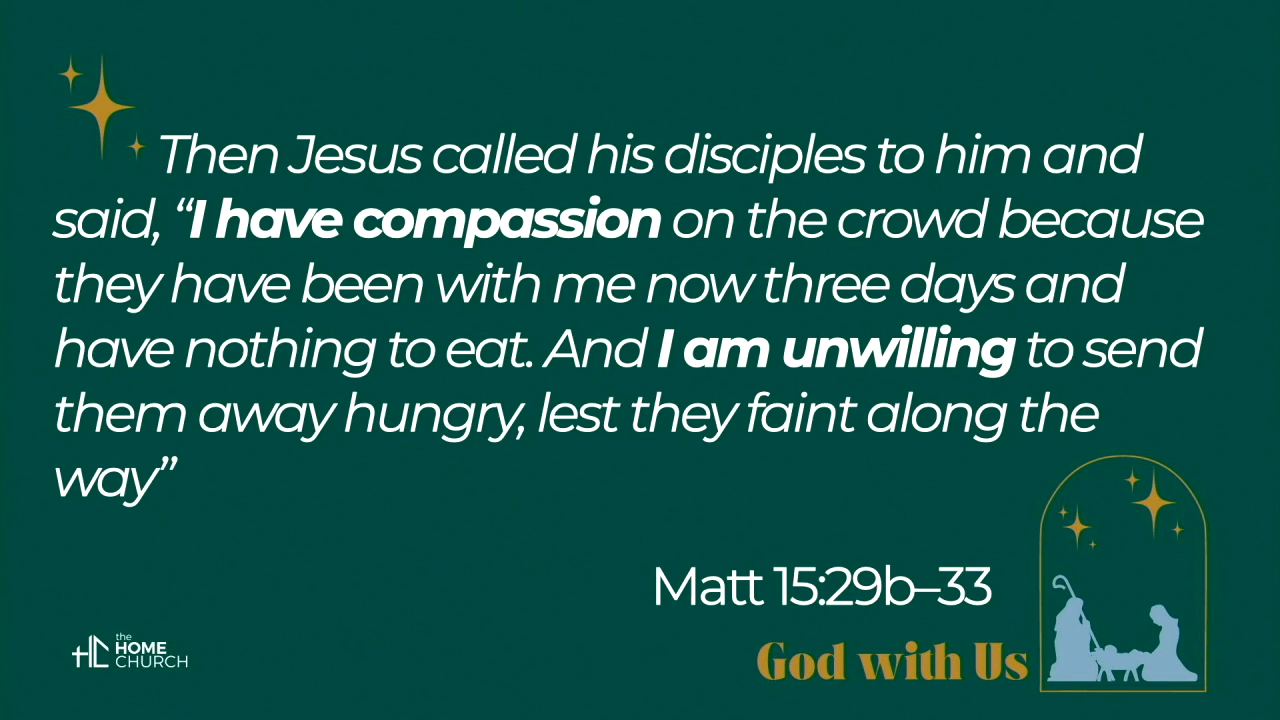 Then Jesus called his disciples to him and
said, “I have compassion on the crowd because
they have been with me now three days and
have nothing to eat. And I am unwilling to send
them away hungry, lest they faint along the
way”
Matt 15:29b–33
God with Us
the
HOME
CHURCH